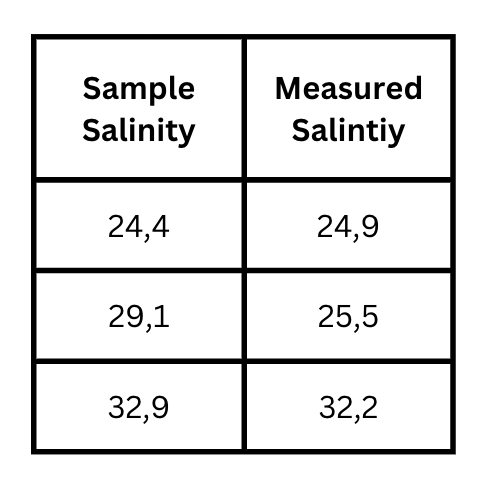 Sample Measured
Salinity Salintiy
24,4 24,9
29,1 25,5
32,9 32,2